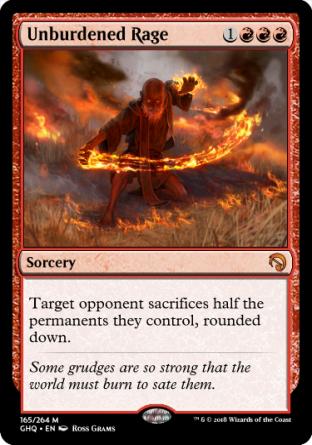 Unburdened Rage 1
Sorcery
Target opponent sacrifices half the
permanents they control, rounded
down.
Some grudges are so strong that the
world must burn to sate them.
165/264 M
GHQ • EN Ross Grams
™ & © 2018 Wizards of the Coast